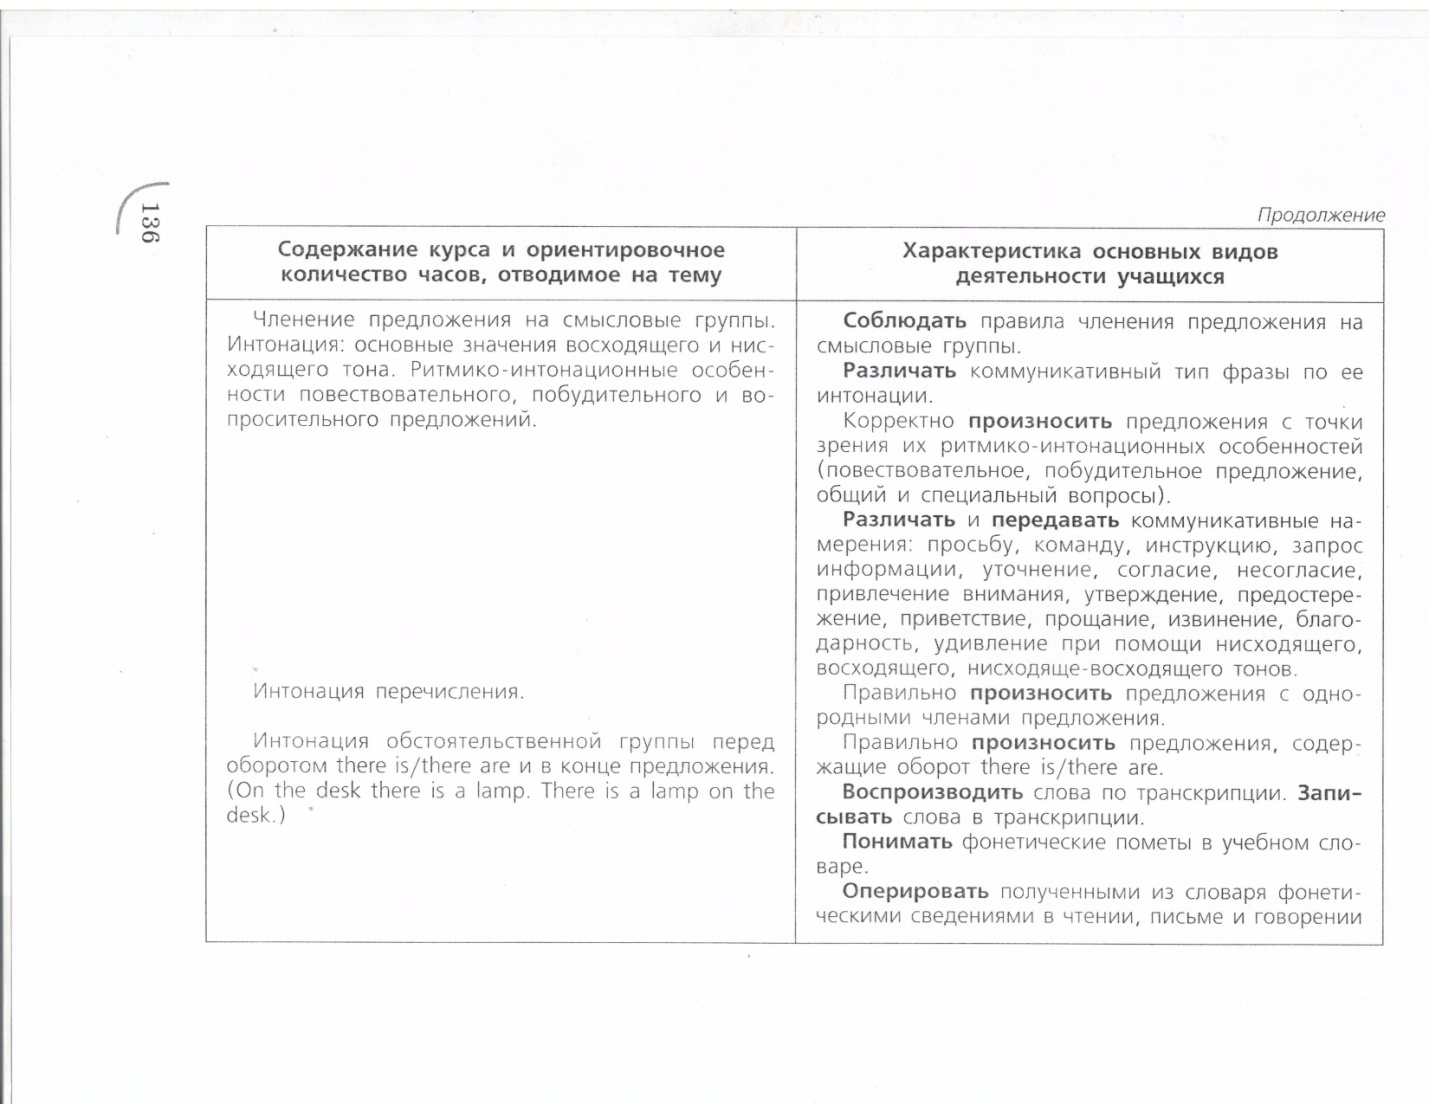 136
Продолжение
Содержание курса и ориентировочное
количество часов, отводимое на тему
Характеристика основных видов
деятельности учащихся
Членение предложения на смысловые группы.
Интонация: основные значения восходящего и нис-
ходящего тона. Ритмико-интонационные особен-
ности повествовательного, побудительного и во-
просительного предложений.
Интонация перечисления.
Интонация обстоятельственной группы перед
оборотом there is/there are и в конце предложения.
(On the desk there is a lamp. There is a lamp on the
desk.)
Соблюдать правила членения предложения на
смысловые группы.
Различать коммуникативный тип фразы по ее
интонации.
Корректно произносить предложения с точки
зрения их ритмико-интонационных особенностей
(повествовательное, побудительное предложение,
общий и специальный вопросы).
Различать и передавать коммуникативные на-
мерения: просьбу, команду, инструкцию, запрос
информации, уточнение, согласие, несогласие,
привлечение внимания, утверждение, предостере-
жение, приветствие, прощание, извинение, благо-
дарность, удивление при помощи нисходящего,
восходящего, нисходяще-восходящего тонов.
Правильно произносить предложения с одно-
родными членами предложения.
Правильно произносить предложения, содер-
жащие оборот there is/there are.
Воспроизводить слова по транскрипции. Запи-
сывать слова в транскрипции.
Понимать фонетические пометы в учебном сло-
варе.
Оперировать полученными из словаря фонети-
ческими сведениями в чтении, письме и говорении